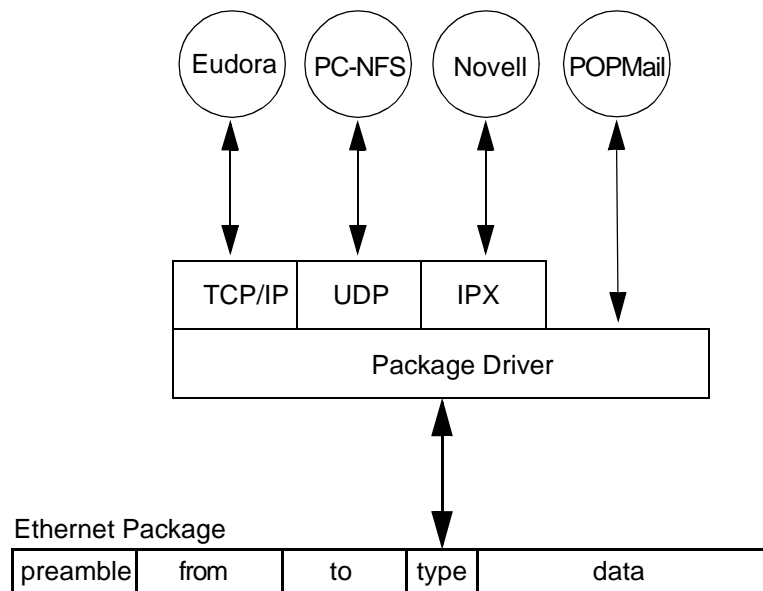 Eudora PC-NFS Novell POPMail
TCP/IP UDP IPX
Package Driver
Ethernet Package
preamble from to type data